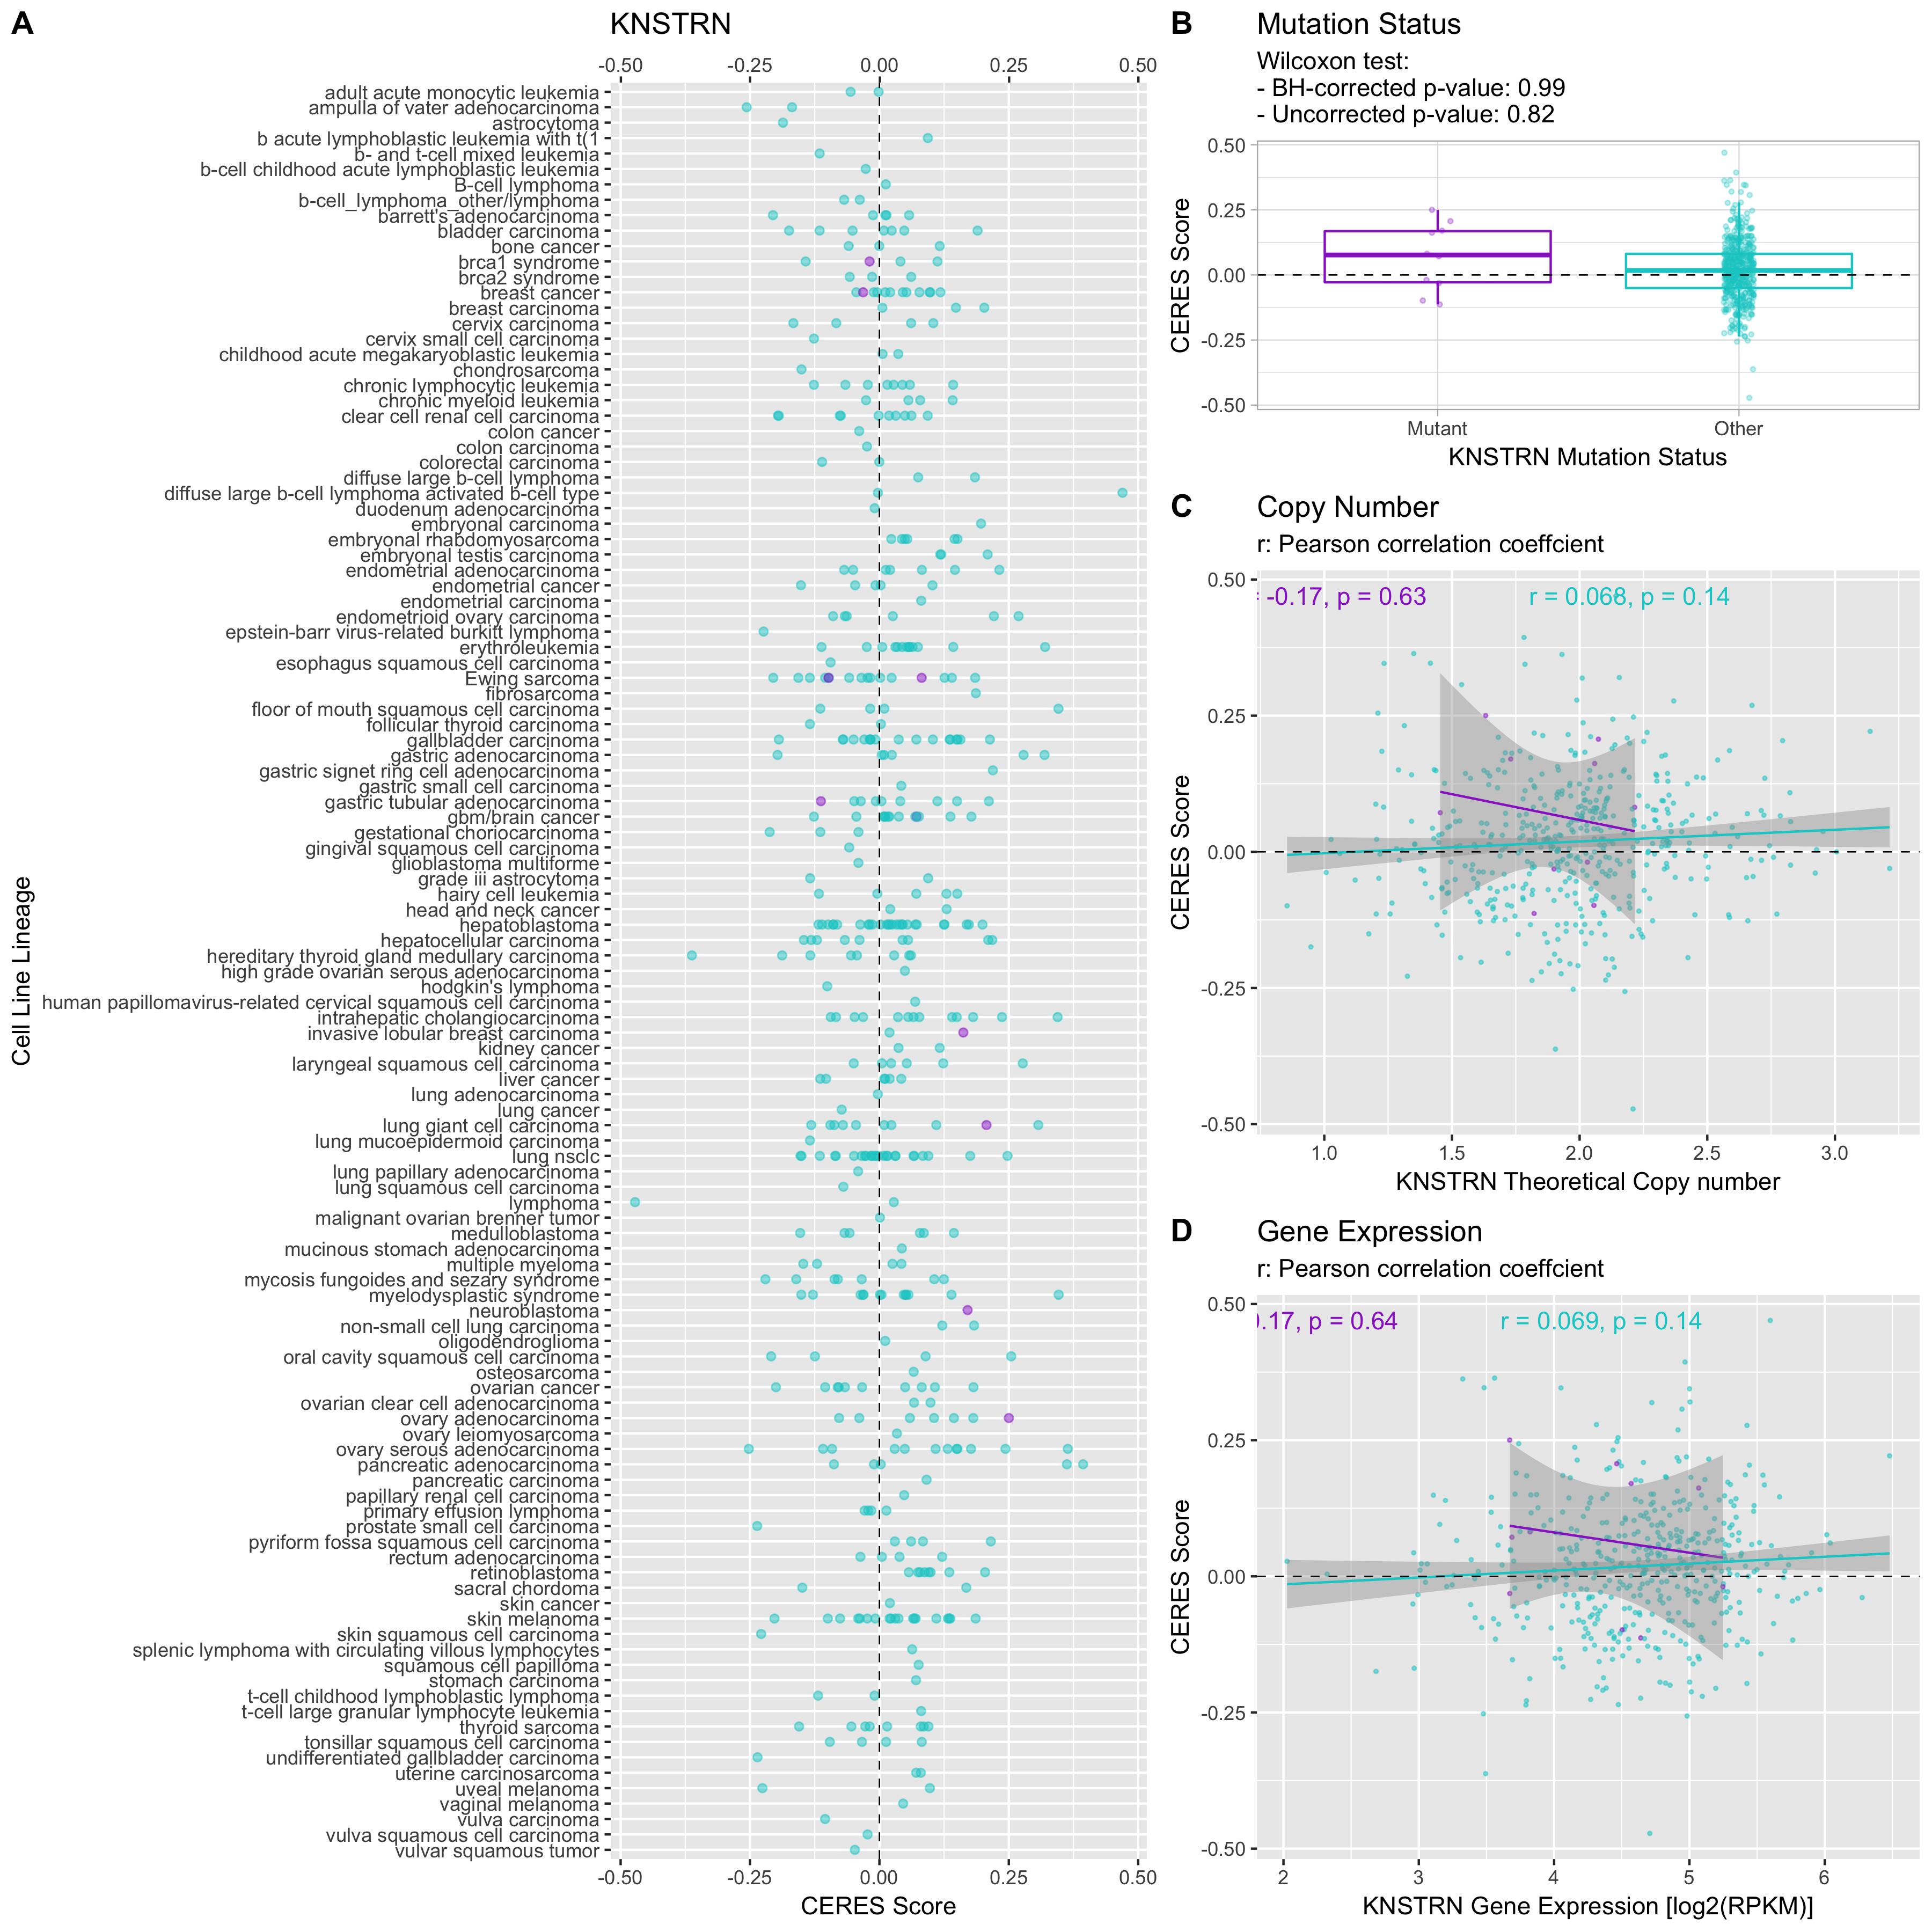 A
KNSTRN
-0.50 -0.25 0.00 0.25 0.50
Cell Line Lineage
adult acute monocytic leukemia
ampulla of vater adenocarcinoma
astrocytoma
b acute lymphoblastic leukemia with t(1
b- and t-cell mixed leukemia
b-cell childhood acute lymphoblastic leukemia
B-cell lymphoma
b-cell_lymphoma_other/lymphoma
barrett's adenocarcinoma
bladder carcinoma
bone cancer
brca1 syndrome
brca2 syndrome
breast cancer
breast carcinoma
cervix carcinoma
cervix small cell carcinoma
childhood acute megakaryoblastic leukemia
chondrosarcoma
chronic lymphocytic leukemia
chronic myeloid leukemia
clear cell renal cell carcinoma
colon cancer
colon carcinoma
colorectal carcinoma
diffuse large b-cell lymphoma
diffuse large b-cell lymphoma activated b-cell type
duodenum adenocarcinoma
embryonal carcinoma
embryonal rhabdomyosarcoma
embryonal testis carcinoma
endometrial adenocarcinoma
endometrial cancer
endometrial carcinoma
endometrioid ovary carcinoma
epstein-barr virus-related burkitt lymphoma
erythroleukemia
esophagus squamous cell carcinoma
Ewing sarcoma
fibrosarcoma
floor of mouth squamous cell carcinoma
follicular thyroid carcinoma
gallbladder carcinoma
gastric adenocarcinoma
gastric signet ring cell adenocarcinoma
gastric small cell carcinoma
gastric tubular adenocarcinoma
gbm/brain cancer
gestational choriocarcinoma
gingival squamous cell carcinoma
glioblastoma multiforme
grade iii astrocytoma
hairy cell leukemia
head and neck cancer
hepatoblastoma
hepatocellular carcinoma
hereditary thyroid gland medullary carcinoma
high grade ovarian serous adenocarcinoma
hodgkin's lymphoma
human papillomavirus-related cervical squamous cell carcinoma
intrahepatic cholangiocarcinoma
invasive lobular breast carcinoma
kidney cancer
laryngeal squamous cell carcinoma
liver cancer
lung adenocarcinoma
lung cancer
lung giant cell carcinoma
lung mucoepidermoid carcinoma
lung nsclc
lung papillary adenocarcinoma
lung squamous cell carcinoma
lymphoma
malignant ovarian brenner tumor
medulloblastoma
mucinous stomach adenocarcinoma
multiple myeloma
mycosis fungoides and sezary syndrome
myelodysplastic syndrome
neuroblastoma
non-small cell lung carcinoma
oligodendroglioma
oral cavity squamous cell carcinoma
osteosarcoma
ovarian cancer
ovarian clear cell adenocarcinoma
ovary adenocarcinoma
ovary leiomyosarcoma
ovary serous adenocarcinoma
pancreatic adenocarcinoma
pancreatic carcinoma
papillary renal cell carcinoma
primary effusion lymphoma
prostate small cell carcinoma
pyriform fossa squamous cell carcinoma
rectum adenocarcinoma
retinoblastoma
sacral chordoma
skin cancer
skin melanoma
skin squamous cell carcinoma
splenic lymphoma with circulating villous lymphocytes
squamous cell papilloma
stomach carcinoma
t-cell childhood lymphoblastic lymphoma
t-cell large granular lymphocyte leukemia
thyroid sarcoma
tonsillar squamous cell carcinoma
undifferentiated gallbladder carcinoma
uterine carcinosarcoma
uveal melanoma
vaginal melanoma
vulva carcinoma
vulva squamous cell carcinoma
vulvar squamous tumor
-0.50 -0.25 0.00 0.25 0.50
CERES Score
B
Mutation Status
Wilcoxon test:
- BH-corrected p-value: 0.99
- Uncorrected p-value: 0.82
CERES Score
0.50
0.25
0.00
-0.25
-0.50
Mutant Other
KNSTRN Mutation Status
C
Copy Number
r: Pearson correlation coeffcient
-0.17, p = 0.63 r = 0.068, p = 0.14
CERES Score
0.50
0.25
0.00
-0.25
-0.50
1.0 1.5 2.0 2.5 3.0
KNSTRN Theoretical Copy number
D
Gene Expression
r: Pearson correlation coeffcient
.17, p = 0.64 r = 0.069, p = 0.14
CERES Score
0.50
0.25
0.00
-0.25
-0.50
2 3 4 5 6
KNSTRN Gene Expression [log2(RPKM)]